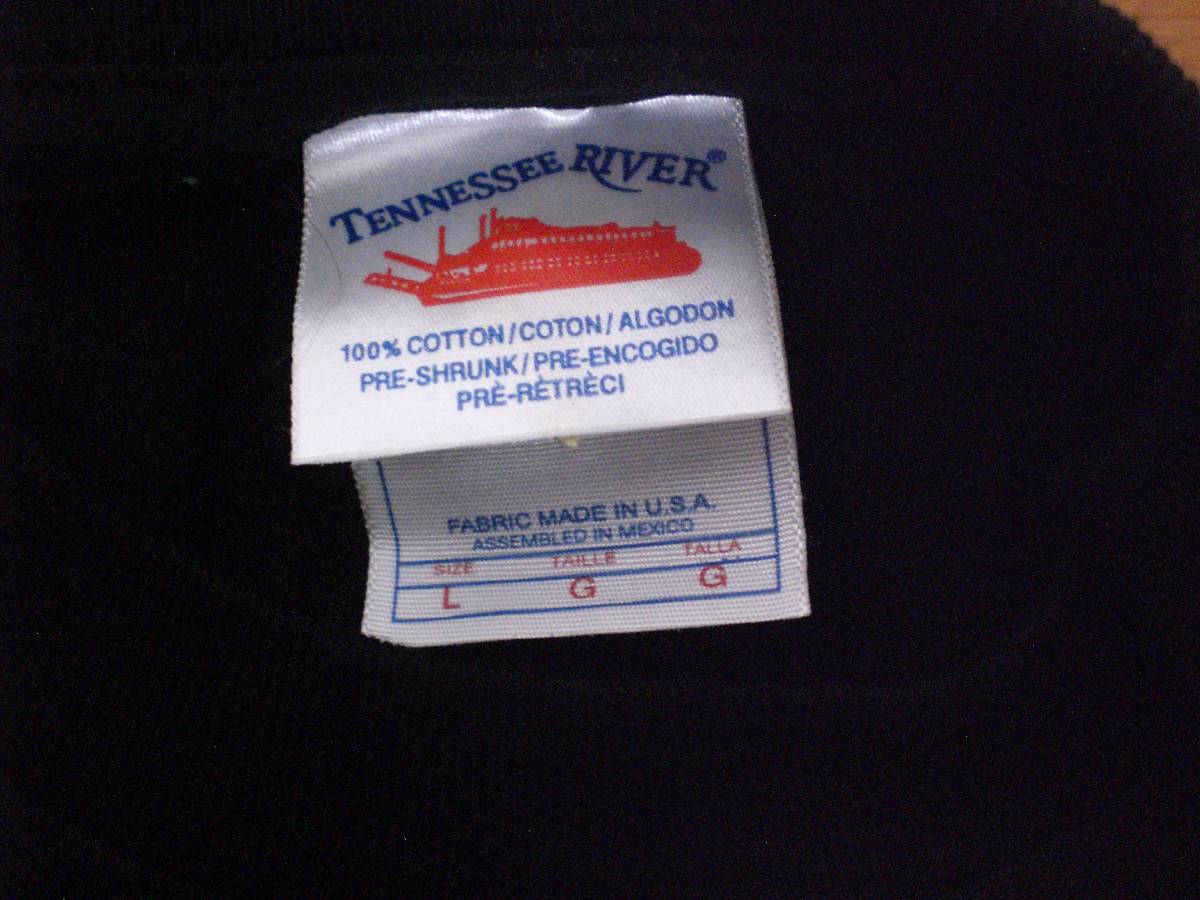 TENNESSEE RIVER®
100% COTTON/COTON/ALGODON
PRE-SHRUNK/PRE-ENCOGIDO
PRÈ-RÈTRÈCI
FABRIC MADE IN U.S.A.
ASSEMBLED IN MEXICO
SIZE TAILLE TALLA
L G G